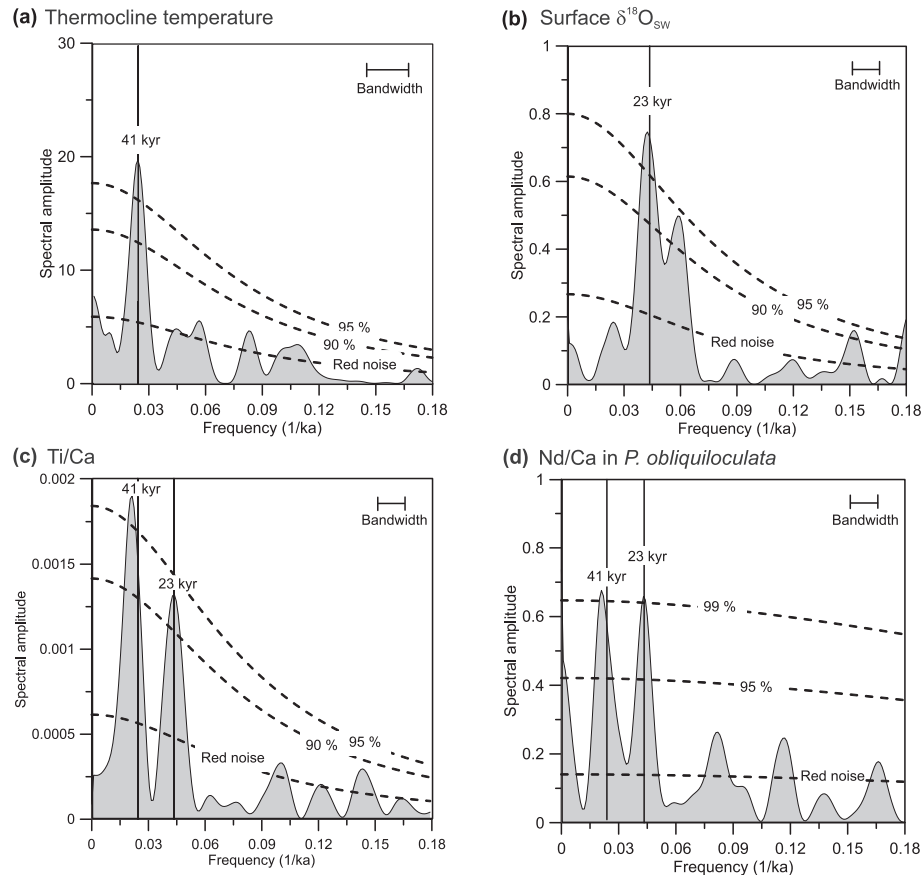 (a) Thermocline temperature
30
20
10
0
Spectral amplitude
Bandwidth
41 kyr
95 %
90 %
Red noise
0 0.03 0.06 0.09 0.12 0.15 0.18
Frequency (1/ka)
(b) Surface δ18OSW
1
0.8
0.6
0.4
0.2
0
Spectral amplitude
Bandwidth
23 kyr
95 %
90 %
Red noise
0 0.03 0.06 0.09 0.12 0.15 0.18
Frequency (1/ka)
(c) Ti/Ca
0.002
0.0015
0.001
0.0005
0
Spectral amplitude
41 kyr
Bandwidth
23 kyr
90 % 95 %
Red noise
0 0.03 0.06 0.09 0.12 0.15 0.18
Frequency (1/ka)
(d) Nd/Ca in P. obliquiloculata
1
0.8
0.6
0.4
0.2
0
Spectral amplitude
Bandwidth
23 kyr
41 kyr
99 %
95 %
Red noise
0 0.03 0.06 0.09 0.12 0.15 0.18
Frequency (1/ka)